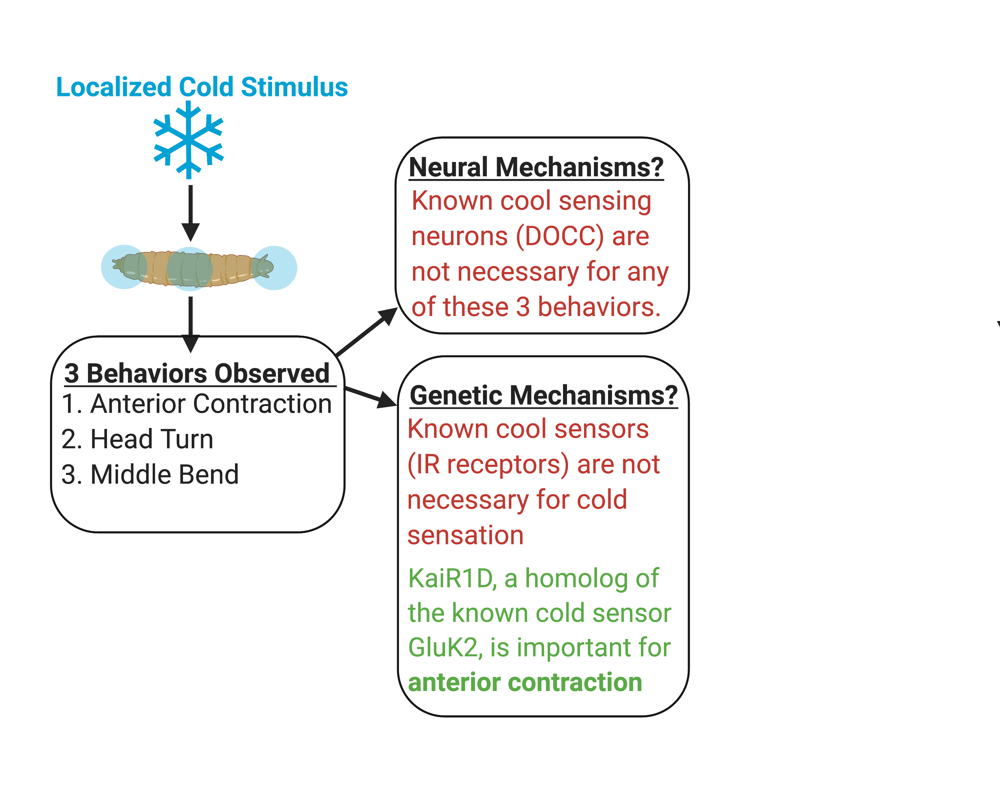 Localized Cold Stimulus
3 Behaviors Observed
1. Anterior Contraction
2. Head Turn
3. Middle Bend
Neural Mechanisms?
Known cool sensing
neurons (DOCC) are
not necessary for any
of these 3 behaviors.
Genetic Mechanisms?
Known cool sensors
(IR receptors) are not
necessary for cold
sensation
KaiR1D, a homolog of
the known cold sensor
GluK2, is important for
anterior contraction